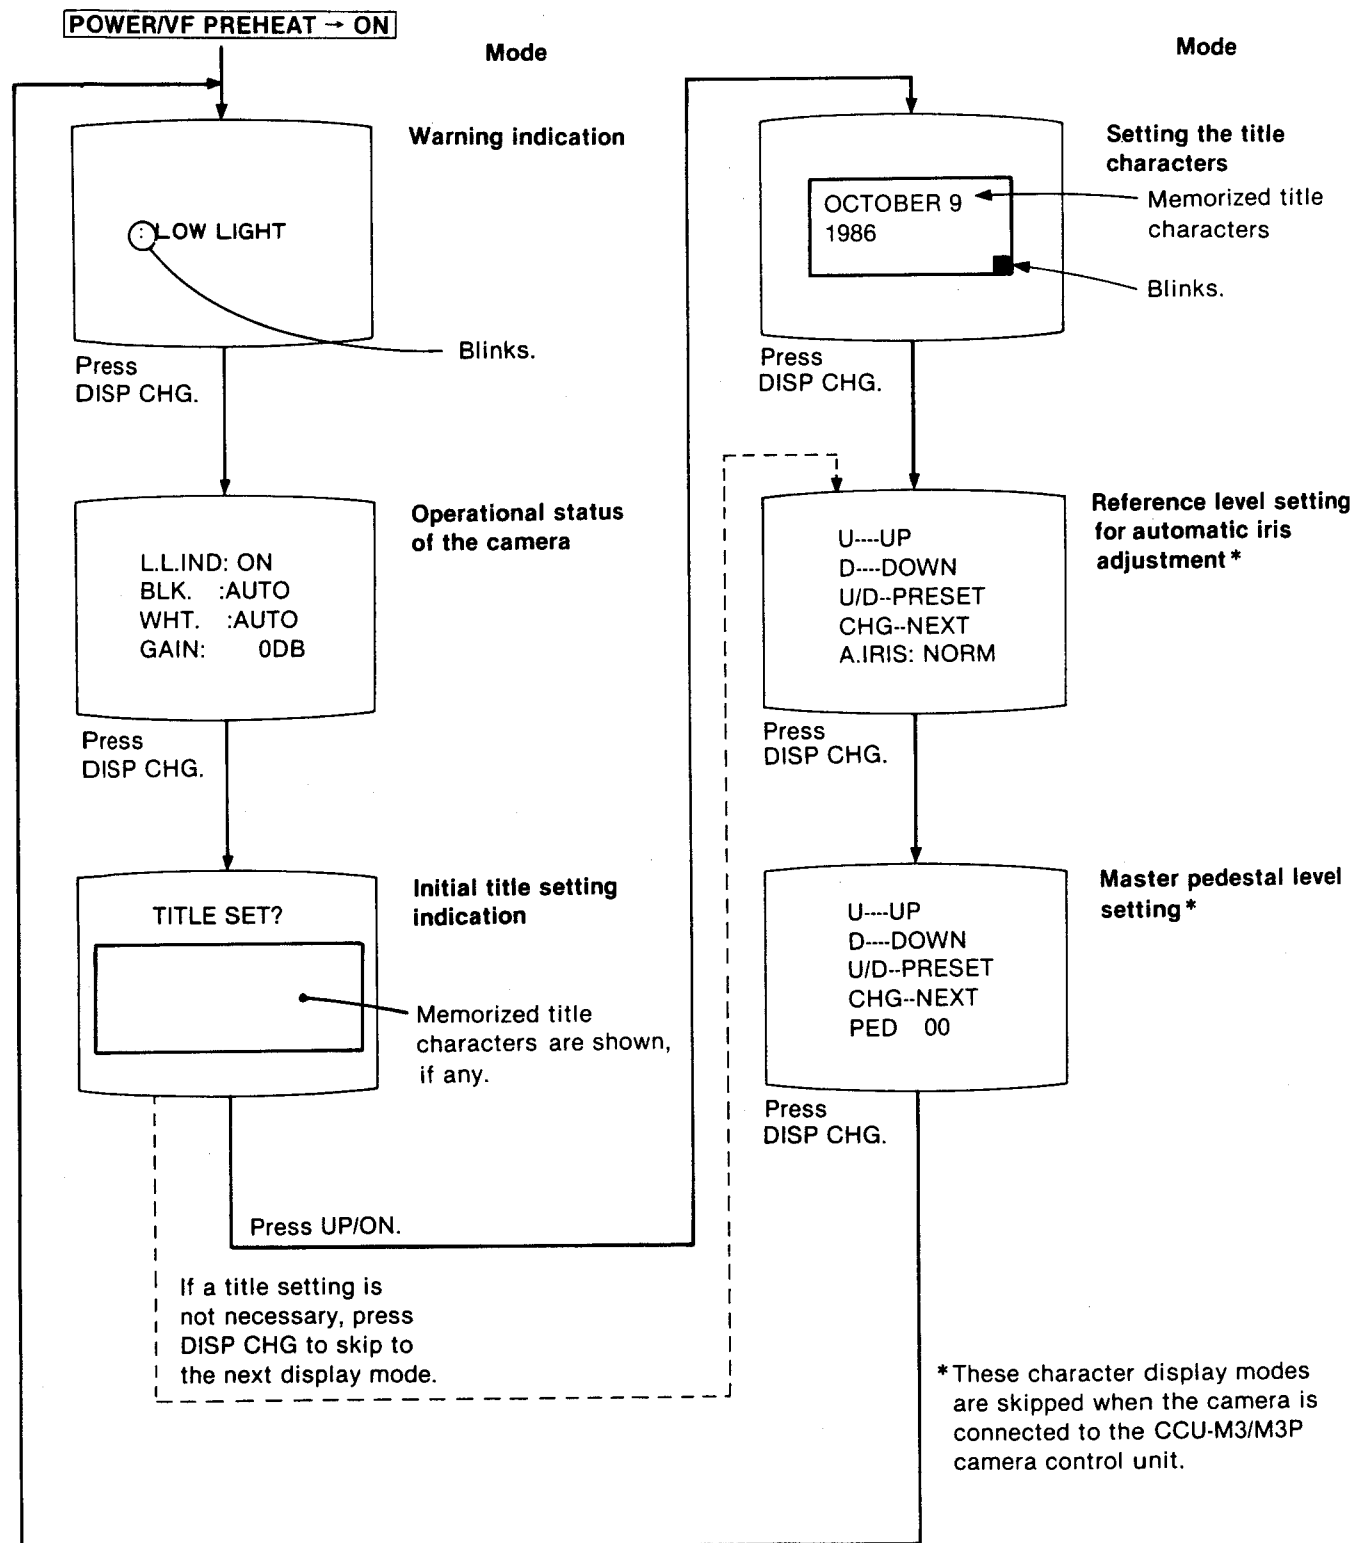 POWER/VF PREHEAT → ON
Mode
Warning indication
:LOW LIGHT
Blinks.
Press
DISP CHG.
Operational status
of the camera
L.L.IND: ON
BLK. :AUTO
WHT. :AUTO
GAIN: 0DB
Press
DISP CHG.
Initial title setting
indication
TITLE SET?
Memorized title
characters are shown,
if any.
Press UP/ON.
If a title setting is
not necessary, press
DISP CHG to skip to
the next display mode.
Mode
Setting the title
characters
OCTOBER 9
1986
Memorized title
characters
Blinks.
Press
DISP CHG.
Reference level setting
for automatic iris
adjustment*
U----UP
D----DOWN
U/D--PRESET
CHG--NEXT
A.IRIS: NORM
Press
DISP CHG.
Master pedestal level
setting*
U----UP
D----DOWN
U/D--PRESET
CHG--NEXT
PED 00
Press
DISP CHG.
*These character display modes
are skipped when the camera is
connected to the CCU-M3/M3P
camera control unit.